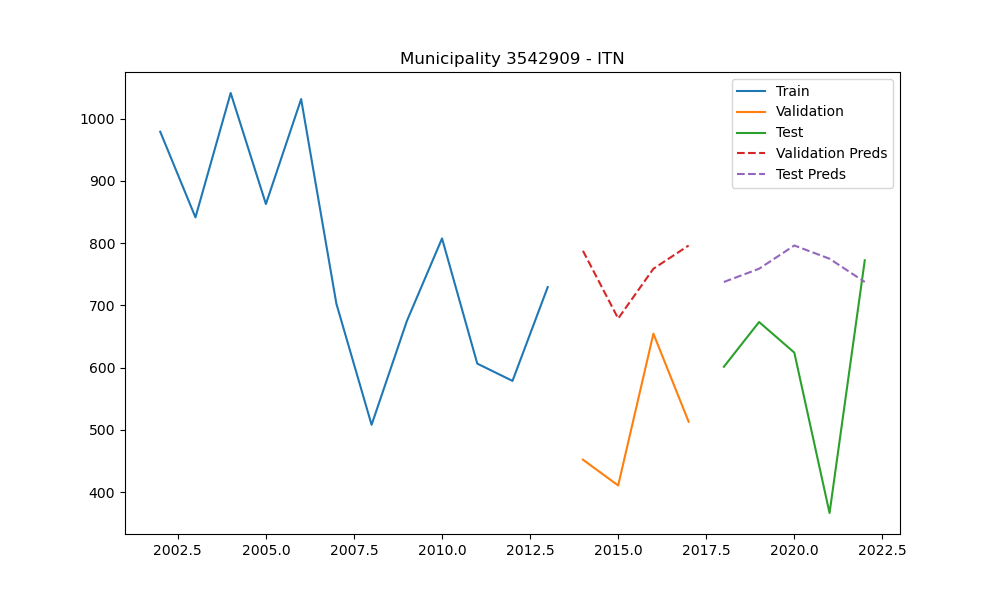 Municipality 3542909 - ITN
Train
Validation
Test
Validation Preds
Test Preds
1000
900
800
700
600
500
400
2002.5 2005.0 2007.5 2010.0 2012.5 2015.0 2017.5 2020.0 2022.5